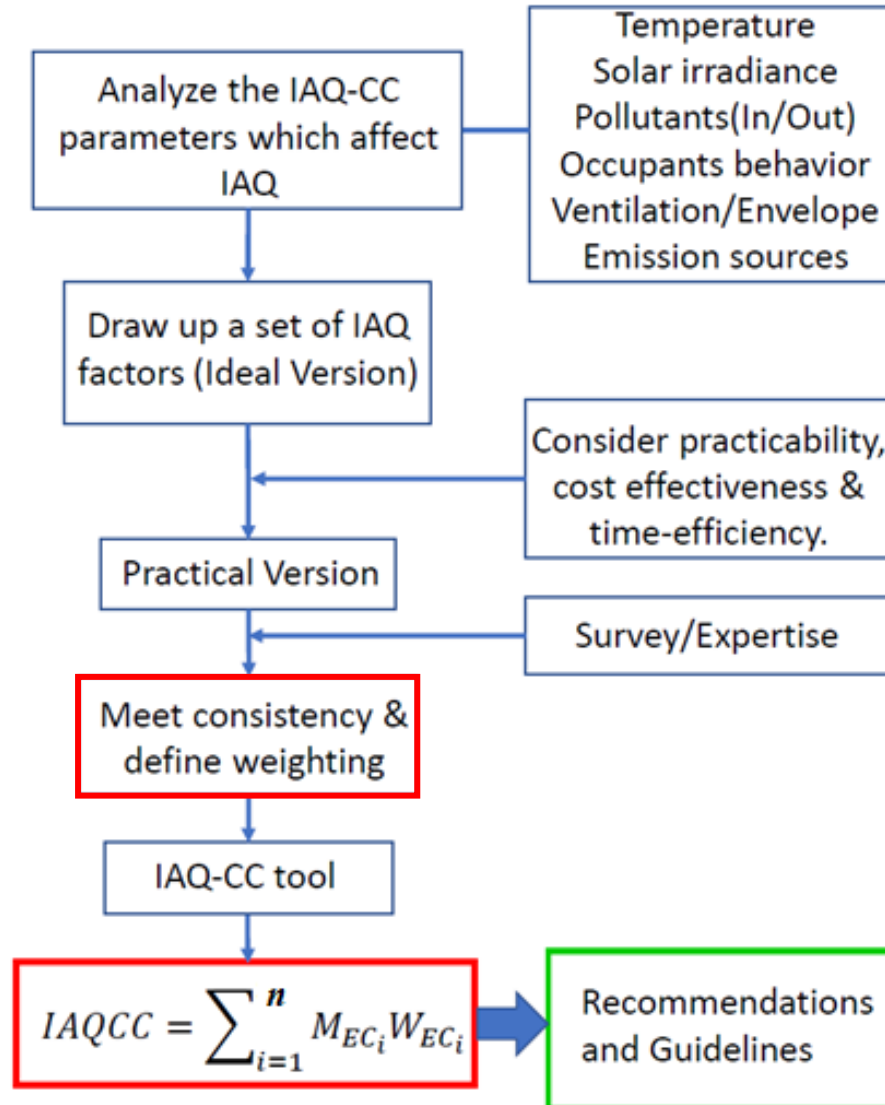 Analyze the IAQ-CC
parameters which affect
IAQ
Temperature
Solar irradiance
Pollutants(In/Out)
Occupants behavior
Ventilation/Envelope
Emission sources
Draw up a set of IAQ
factors (Ideal Version)
Consider practicability,
cost effectiveness &
time-efficiency.
Practical Version
Survey/Expertise
Meet consistency &
define weighting
IAQ-CC tool
IAQCC = ∑_{i=1}^{n} M_{EC_i} W_{EC_i}
Recommendations
and Guidelines